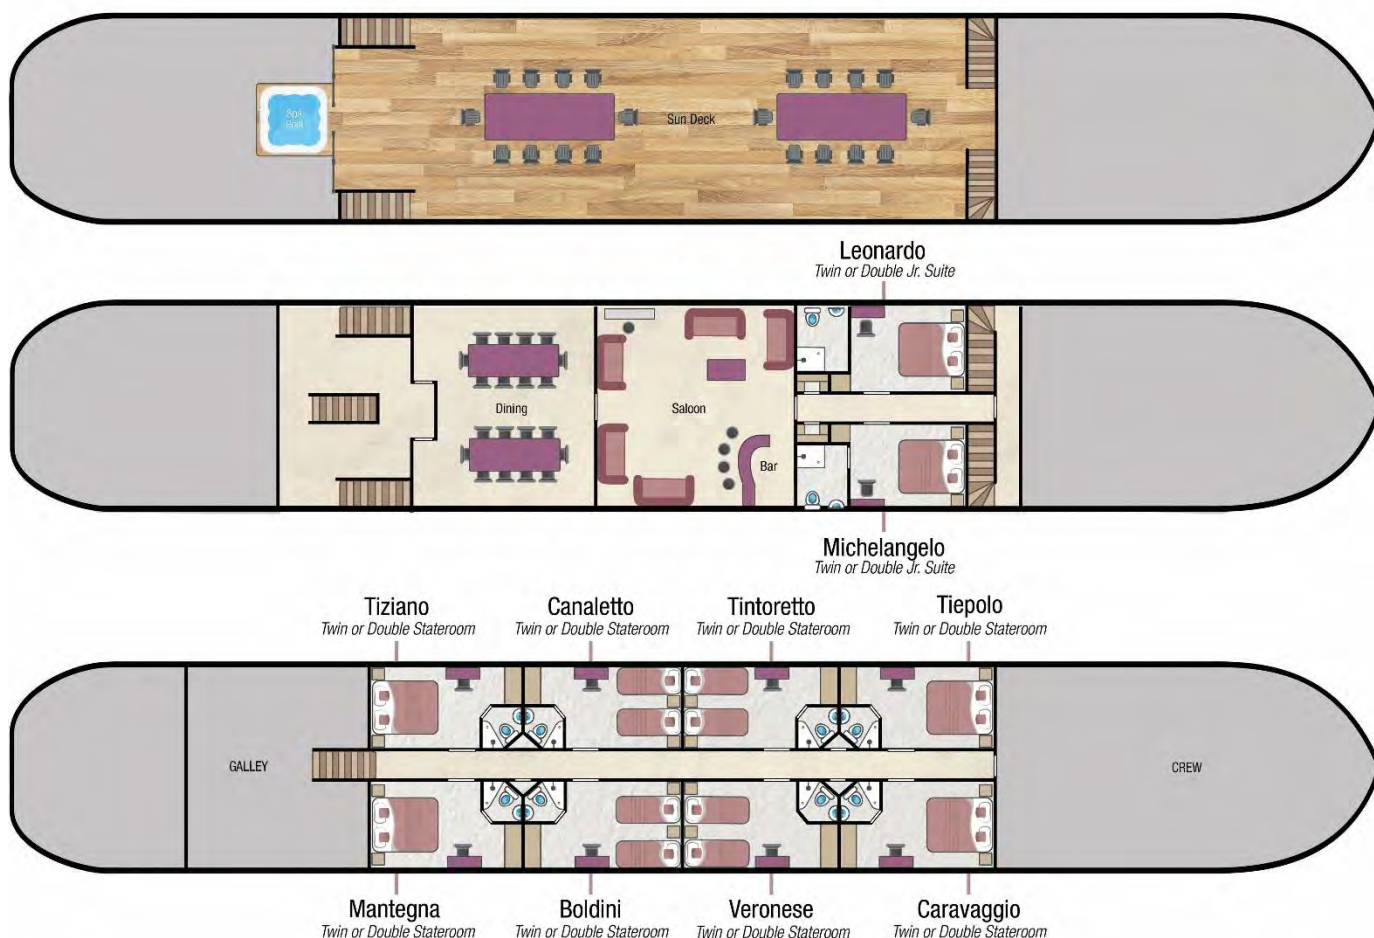 Spa
Pool
Sun Deck
Leonardo
Twin or Double Jr. Suite
Dining
Saloon
Bar
Michelangelo
Twin or Double Jr. Suite
Tiziano
Twin or Double Stateroom
Canaletto
Twin or Double Stateroom
Tintoretto
Twin or Double Stateroom
Tiepolo
Twin or Double Stateroom
GALLEY
CREW
Mantegna
Twin or Double Stateroom
Boldini
Twin or Double Stateroom
Veronese
Twin or Double Stateroom
Caravaggio
Twin or Double Stateroom